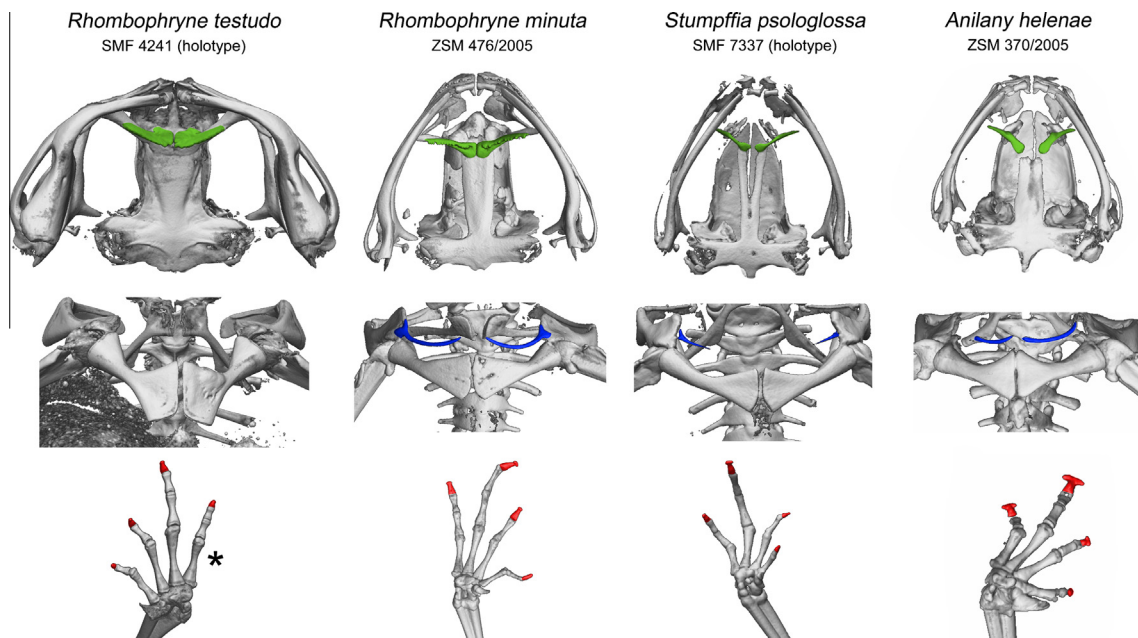 Rhombophryne testudo
SMF 4241 (holotype)
Rhombophryne minuta
ZSM 476/2005
Stumpffia psologlossa
SMF 7337 (holotype)
Anilany helenae
ZSM 370/2005
*